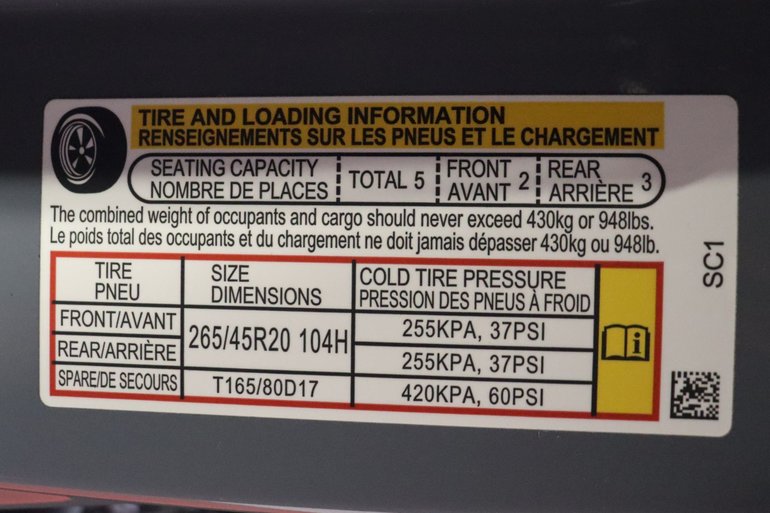 TIRE AND LOADING INFORMATION
RENSEIGNEMENTS SUR LES PNEUS ET LE CHARGEMENT
SEATING CAPACITY
NOMBRE DE PLACES
TOTAL 5
FRONT
AVANT 2
REAR
ARRIÈRE 3
The combined weight of occupants and cargo should never exceed 430kg or 948lbs.
Le poids total des occupants et du chargement ne doit jamais dépasser 430kg ou 948lb.
TIRE
PNEU
SIZE
DIMENSIONS
COLD TIRE PRESSURE
PRESSION DES PNEUS À FROID
FRONT/AVANT
265/45R20 104H
255KPA, 37PSI
REAR/ARRIÈRE
255KPA, 37PSI
SPARE/DE SECOURS
T165/80D17
420KPA, 60PSI
SC1